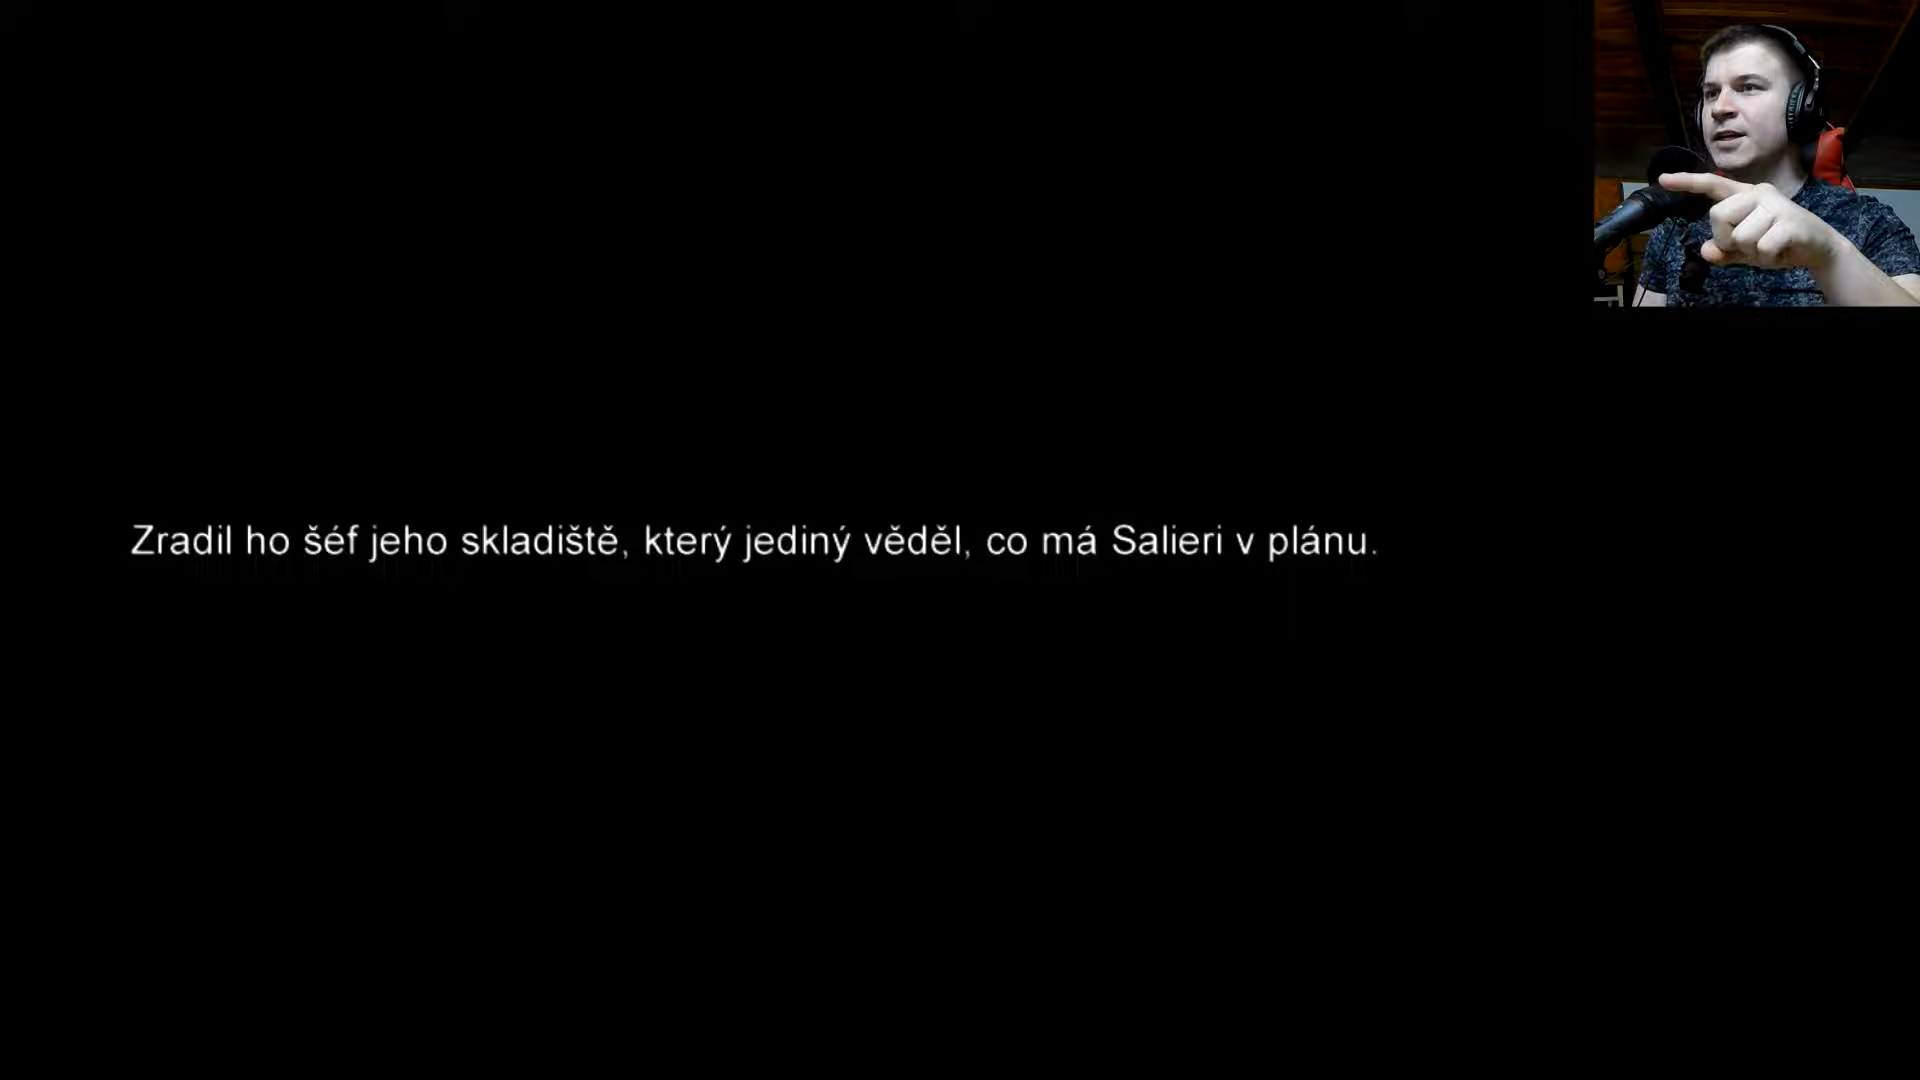 Zradil ho šéf jeho skladiště, který jediný věděl, co má Salieri v plánu.